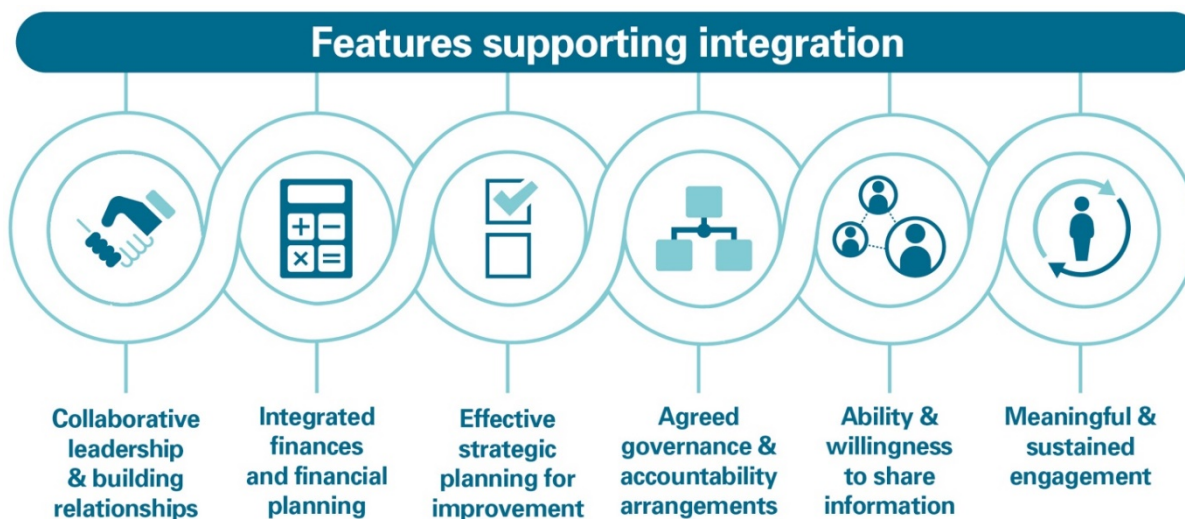 Features supporting integration
Collaborative
leadership
& building
relationships
Integrated
finances
and financial
planning
Effective
strategic
planning for
improvement
Agreed
governance &
accountability
arrangements
Ability &
willingness
to share
information
Meaningful &
sustained
engagement